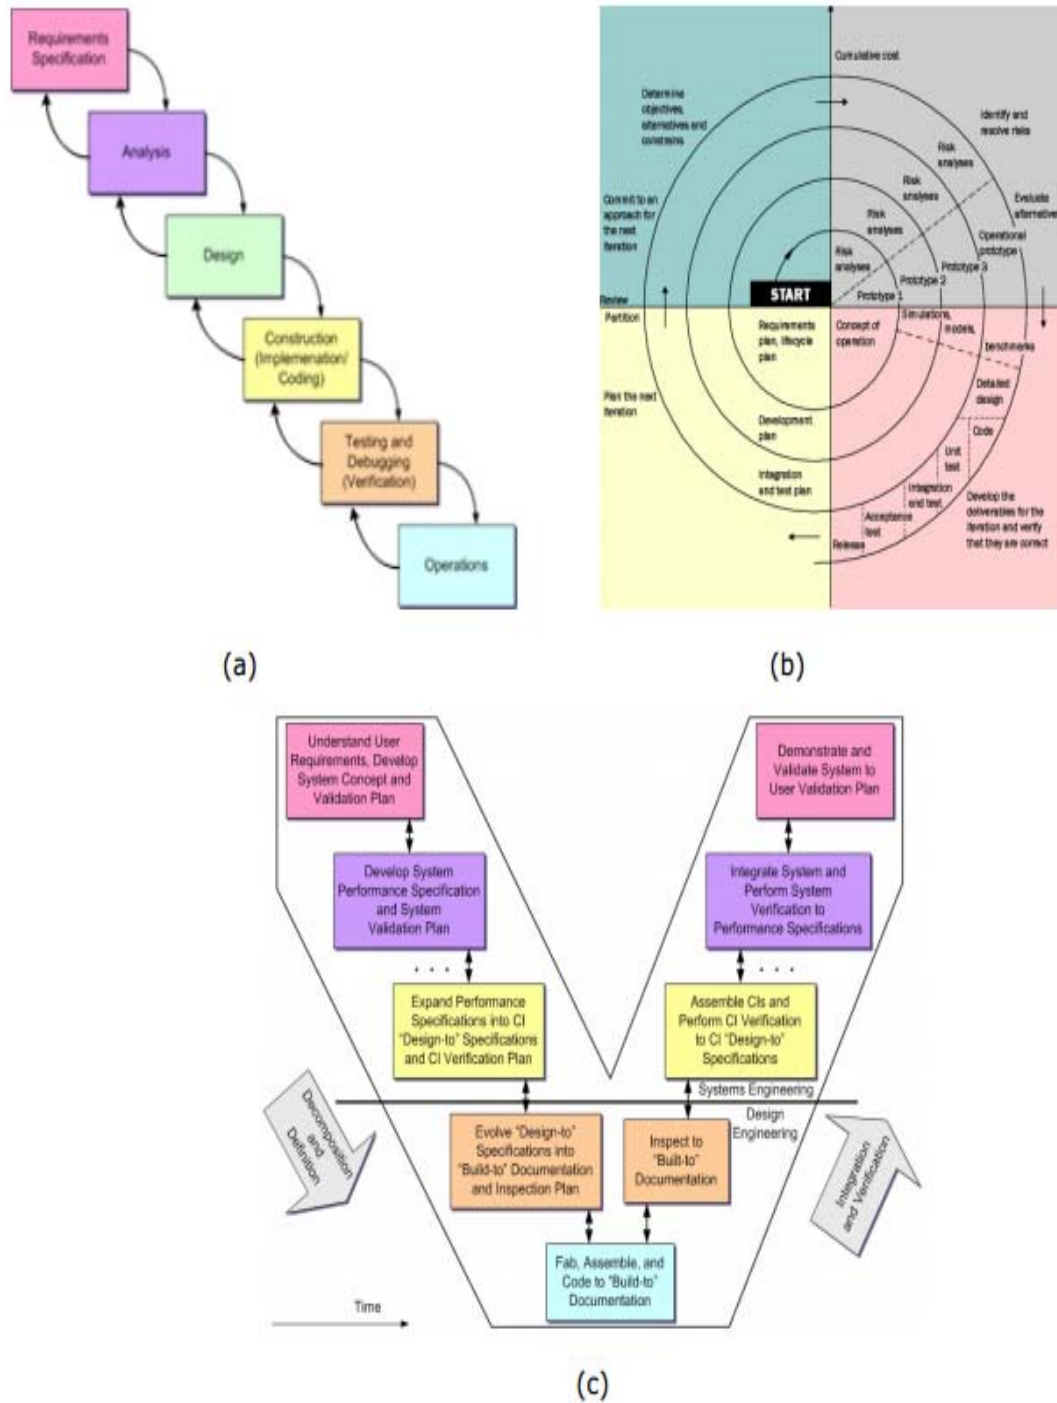 Requirements
Specification
Analysis
Design
Construction
(Implemenation/
Coding)
Testing and
Debugging
(Verification)
Operations
(a)
Cumulative cost
Determine
objectives,
alternatives and
constrains
Identify and
resolve risks
Risk
analyses
Risk
analyses
Risk
analyses
Risk
analyses
Evaluate
alternatives
Commit to an
approach for
the next
iteration
Operational
prototype
Prototype 3
Prototype 2
Prototype 1
START
Review
Partition
Requirements
plan, lifecycle
plan
Concept of
operation
Simulations,
models,
benchmarks
Plan the next
iteration
Detailed
design
Development
plan
Code
Unit
test
Integration
end test plan
Integration
end test
Acceptance
test
Release
Develop the
deliverables for the
iteration and verify
that they are correct
(b)
Understand User
Requirements, Develop
System Concept and
Validation Plan
Demonstrate and
Validate System to
User Validation Plan
Develop System
Performance Specification
and System
Validation Plan
Integrate System and
Perform System
Verification to
Performance Specifications
. . .
. . .
Expand Performance
Specifications into CI
“Design-to” Specifications
and CI Verification Plan
Assemble CIs and
Perform CI Verification
to CI “Design-to”
Specifications
Systems Engineering
Design
Engineering
Decomposition
and
Definition
Evolve “Design-to”
Specifications into
“Build-to” Documentation
and Inspection Plan
Inspect to
“Built-to”
Documentation
Integration
and Verification
Fab, Assemble, and
Code to “Build-to”
Documentation
Time
(c)